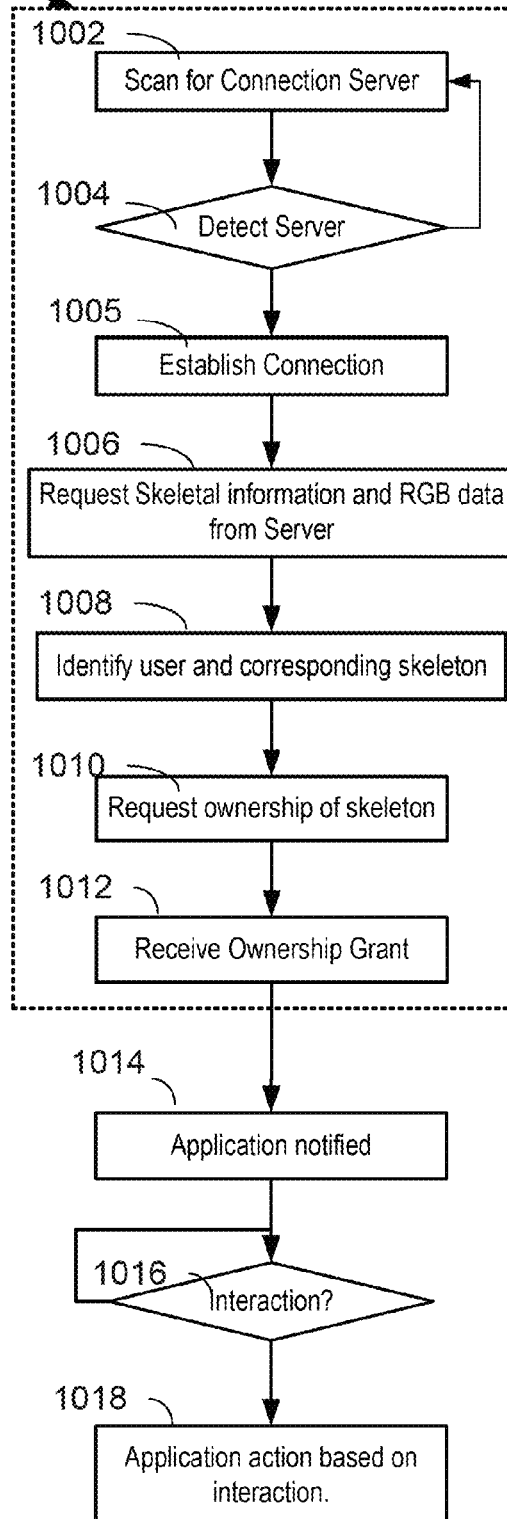 1002
Scan for Connection Server
1004
Detect Server
1005
Establish Connection
1006
Request Skeletal information and RGB data
from Server
1008
Identify user and corresponding skeleton
1010
Request ownership of skeleton
1012
Receive Ownership Grant
1014
Application notified
1016
Interaction?
1018
Application action based on
interaction.